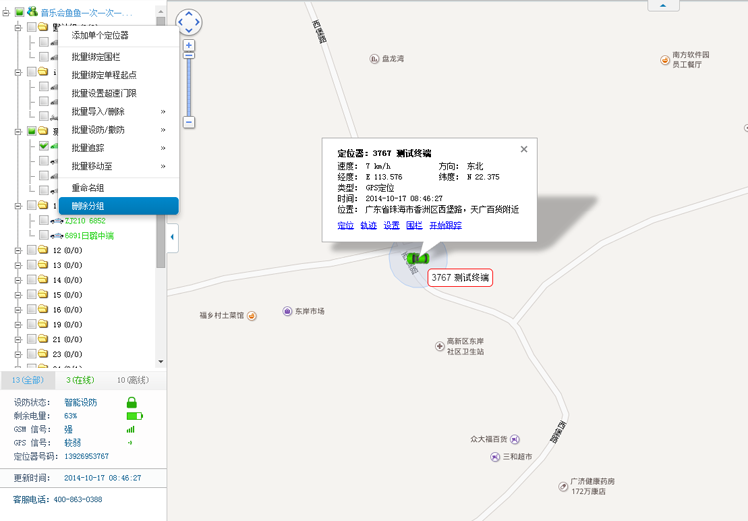 音乐会鱼鱼一次一次一...
添加单个定位器
批量绑定围栏
批量绑定单程起点
批量设置超速门限
批量导入/删除 »
批量设防/撤防 »
批量追踪 »
批量移动至 »
重命名组
删除分组
ZJ210 6852
6891日弼中端
12 (0/0)
13 (0/0)
14 (0/0)
15 (0/0)
16 (0/0)
19 (0/0)
21 (0/0)
23 (0/0)
13(全部) 3(在线) 10(离线)
设防状态: 智能设防
剩余电量: 63%
GSM 信号: 强
GPS 信号: 较弱
定位器号码: 13926953767
更新时间: 2014-10-17 08:46:27
客服电话: 400-863-0388
盘龙湾
南方软件园
员工餐厅
定位器: 3767 测试终端
速度: 7 km/h 方向: 东北
经度: E 113.576 纬度: N 22.375
类型: GPS定位
时间: 2014-10-17 08:46:27
位置: 广东省珠海市香洲区西堡路, 天广百货附近
定位 轨迹 设置 围栏 开始跟踪
3767 测试终端
福乡村土菜馆
东岸市场
高新区东岸
社区卫生站
众大福百货
三和超市
广济健康药房
172万康店